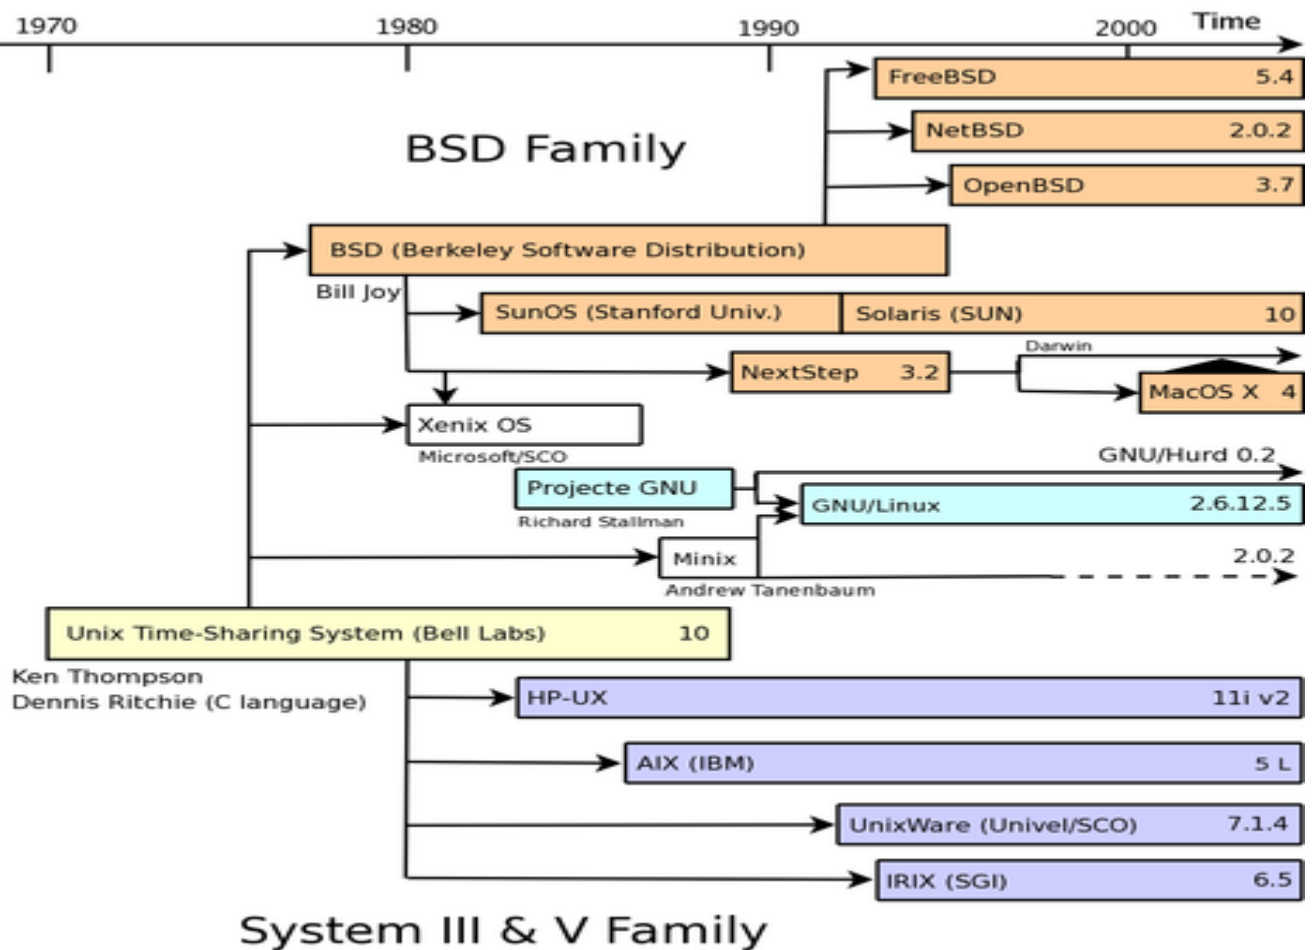 1970 1980 1990 2000 Time
FreeBSD 5.4
NetBSD 2.0.2
BSD Family
OpenBSD 3.7
BSD (Berkeley Software Distribution)
Bill Joy
SunOS (Stanford Univ.) Solaris (SUN) 10
Darwin
NextStep 3.2
MacOS X 4
Xenix OS
Microsoft/SCO
GNU/Hurd 0.2
Projecte GNU
GNU/Linux 2.6.12.5
Richard Stallman
Minix 2.0.2
Andrew Tanenbaum
Unix Time-Sharing System (Bell Labs) 10
Ken Thompson
Dennis Ritchie (C language)
HP-UX 11i v2
AIX (IBM) 5 L
UnixWare (Univel/SCO) 7.1.4
IRIX (SGI) 6.5
System III & V Family